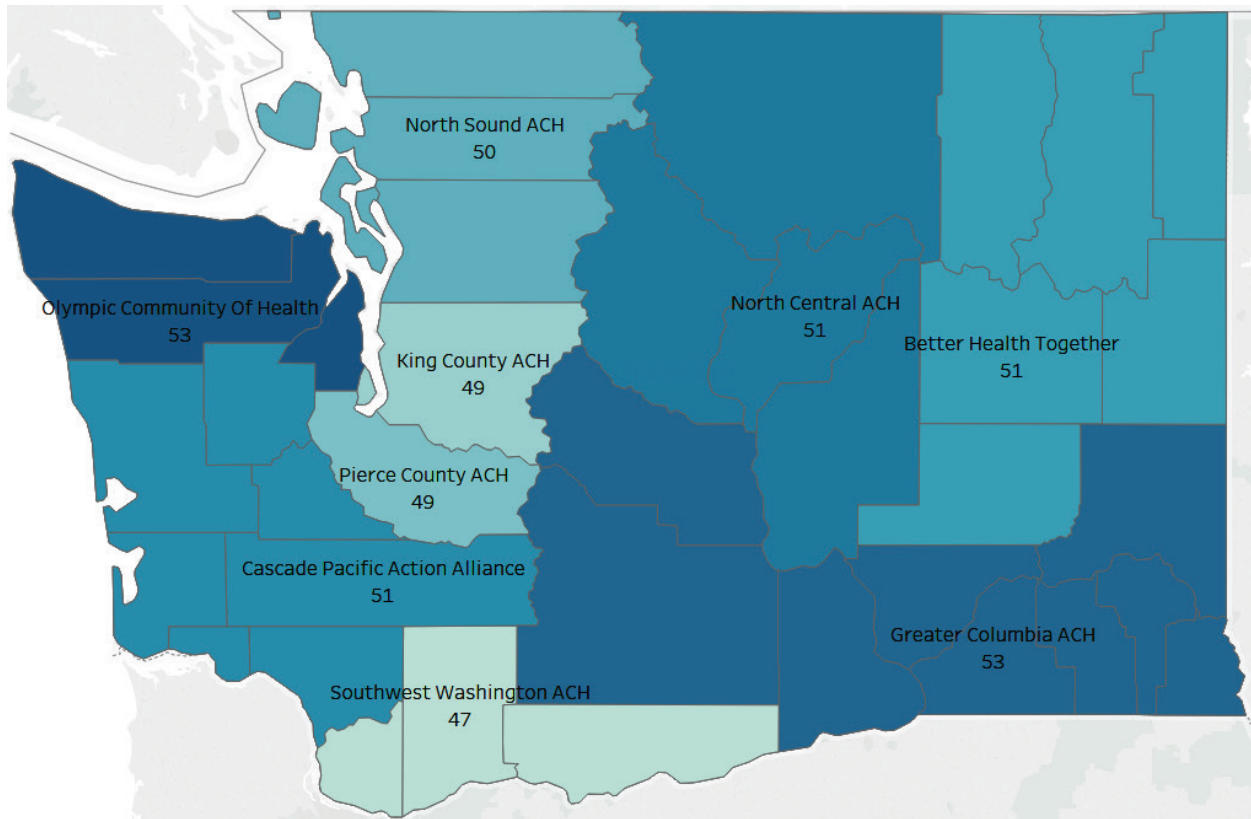 North Sound ACH
50
Olympic Community Of Health
53
North Central ACH
51
Better Health Together
51
King County ACH
49
Pierce County ACH
49
Cascade Pacific Action Alliance
51
Greater Columbia ACH
53
Southwest Washington ACH
47